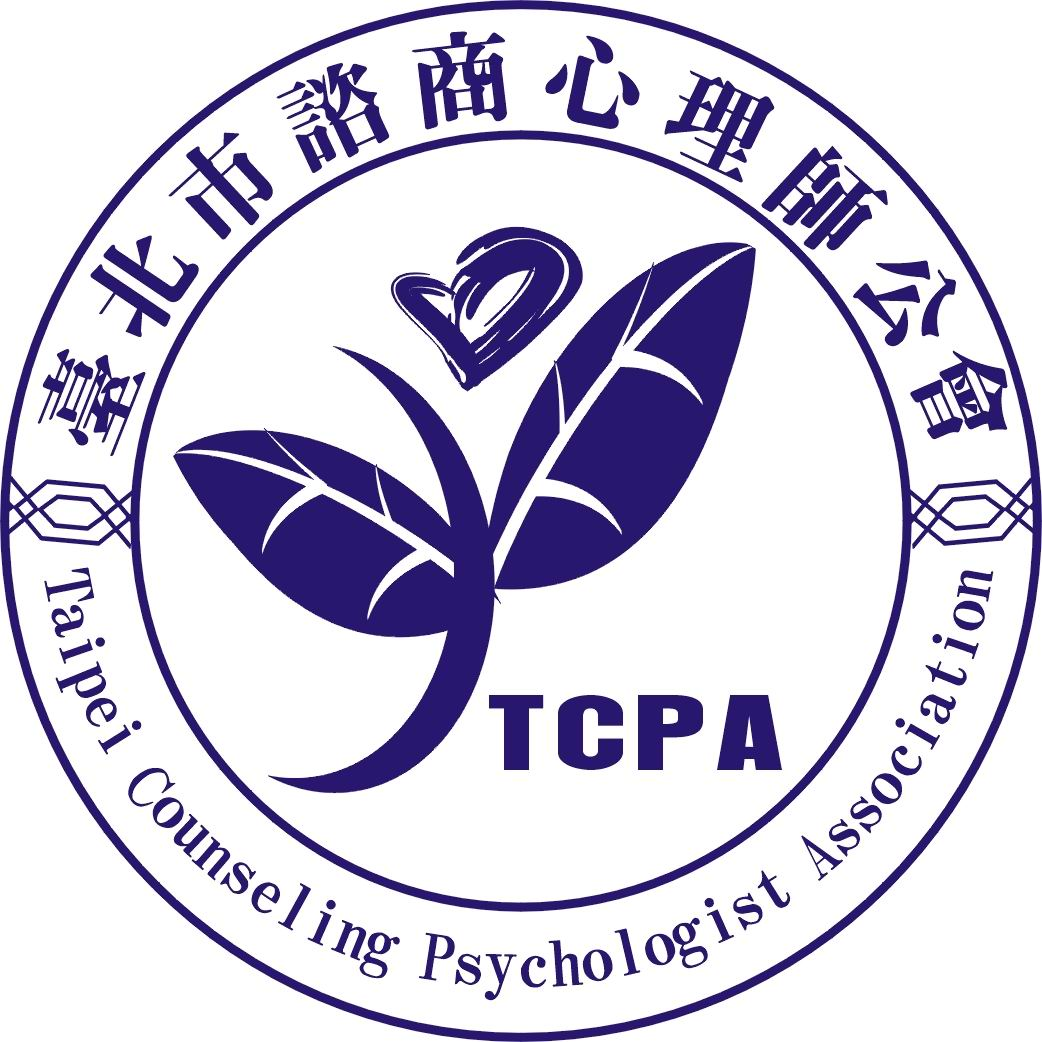 臺北市諮商心理師公會
TCPA
Taipei Counseling Psychologist Association